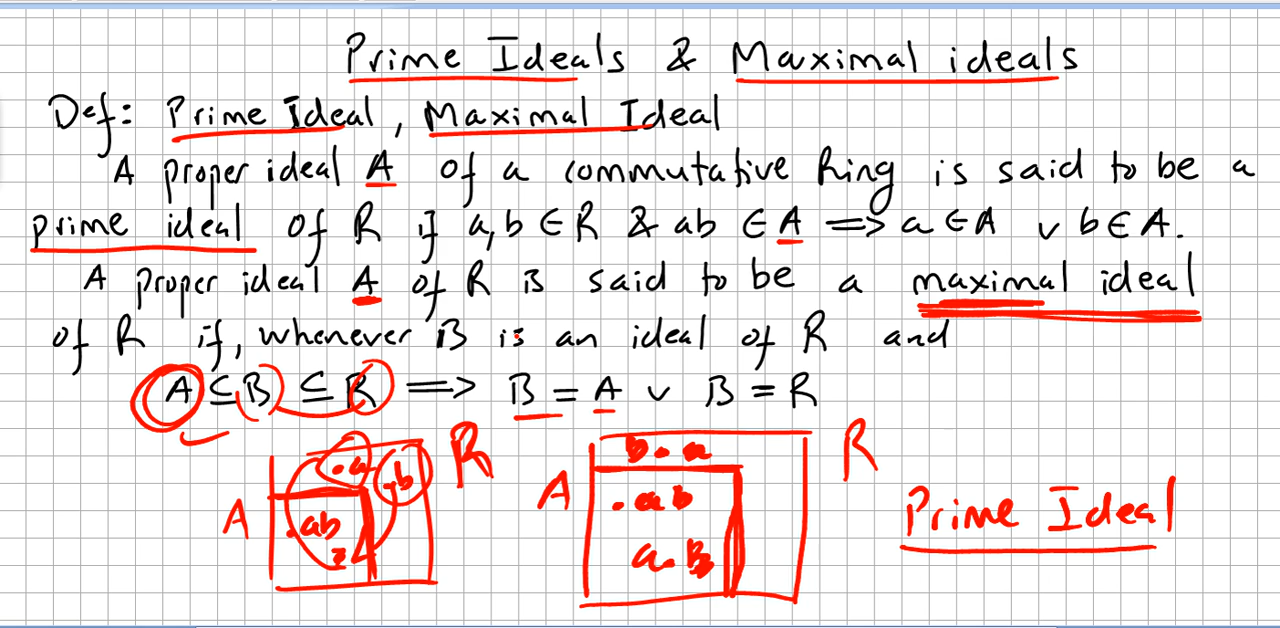 Prime Ideals & Maximal ideals
Def: Prime Ideal, Maximal Ideal
A proper ideal A of a commutative Ring is said to be a
prime ideal of R if a, b ∈ R & ab ∈ A ⟹ a ∈ A ∨ b ∈ A.
A proper ideal A of R is said to be a maximal ideal
of R if, whenever B is an ideal of R and
A ⊆ B ⊆ R ⟹ B = A ∨ B = R
.a .b R
A .ab
b . a R
A .ab
a. B
Prime Ideal